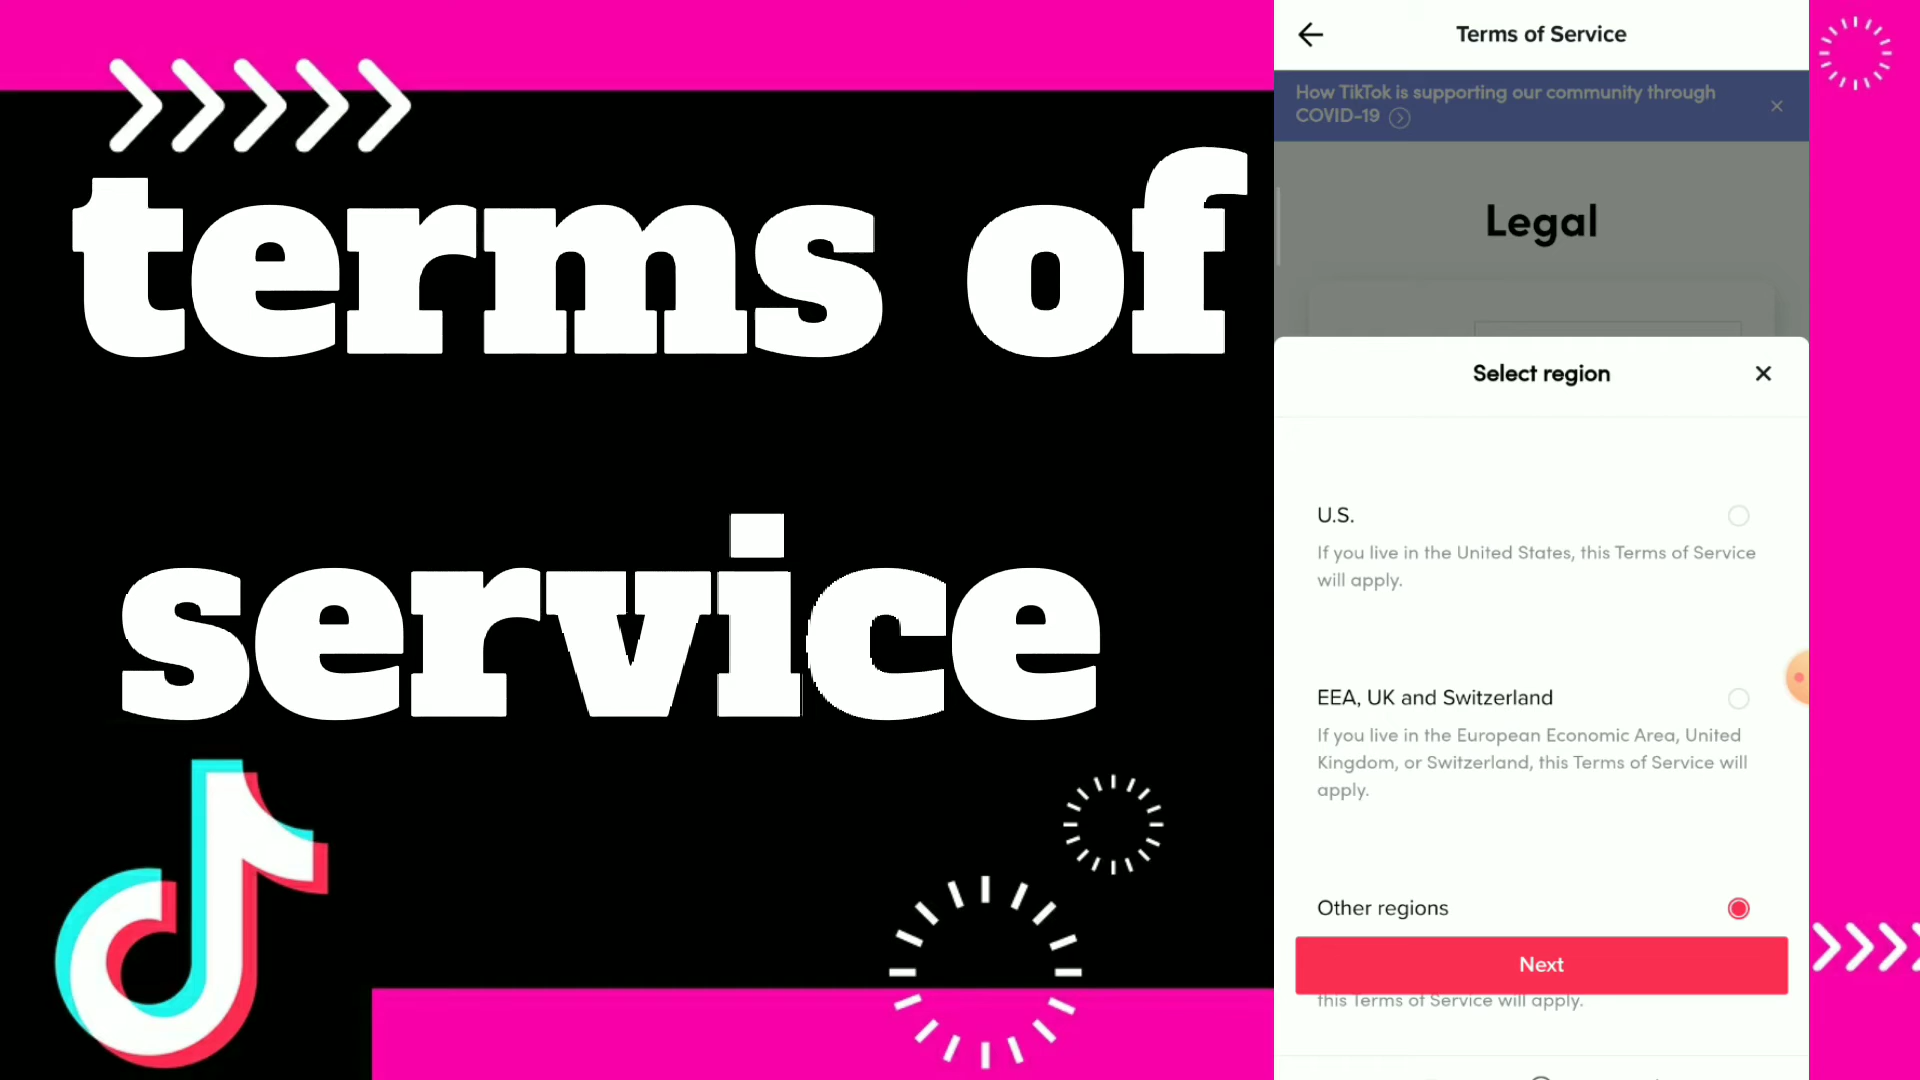 terms of
service
Terms of Service
How TikTok is supporting our community through
COVID-19
Legal
Select region
U.S.
If you live in the United States, this Terms of Service
will apply.
EEA, UK and Switzerland
If you live in the European Economic Area, United
Kingdom, or Switzerland, this Terms of Service will
apply.
Other regions
Next
this Terms of Service will apply.